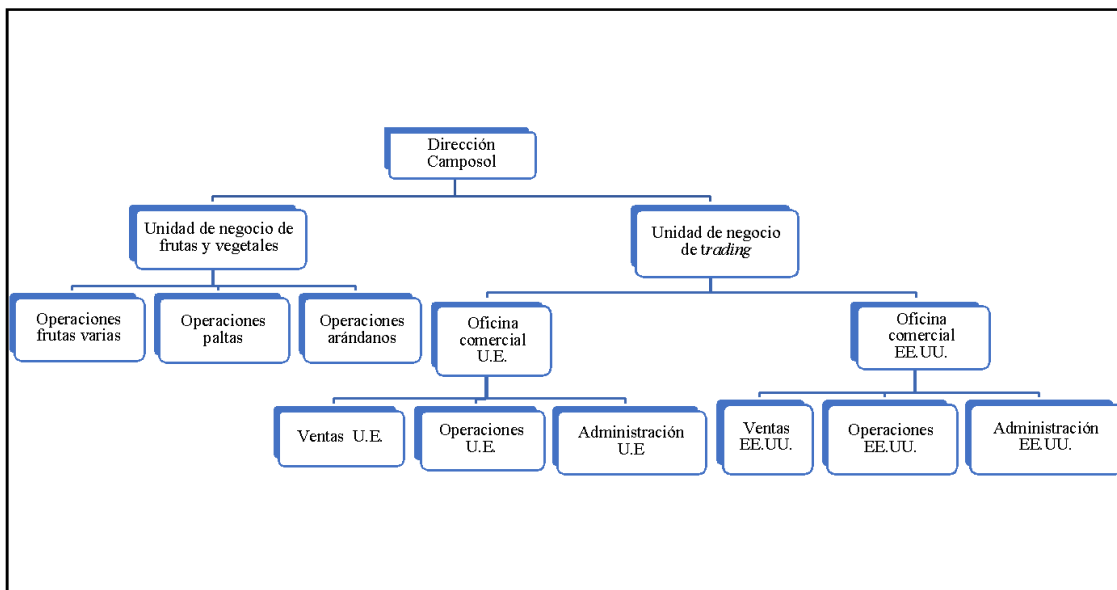 Dirección
Camposol
Unidad de negocio de
frutas y vegetales
Unidad de negocio
de trading
Operaciones
frutas varias
Operaciones
paltas
Operaciones
arándanos
Oficina
comercial
U.E.
Oficina
comercial
EE.UU.
Ventas U.E.
Operaciones
U.E.
Administración
U.E
Ventas
EE.UU.
Operaciones
EE.UU.
Administración
EE.UU.